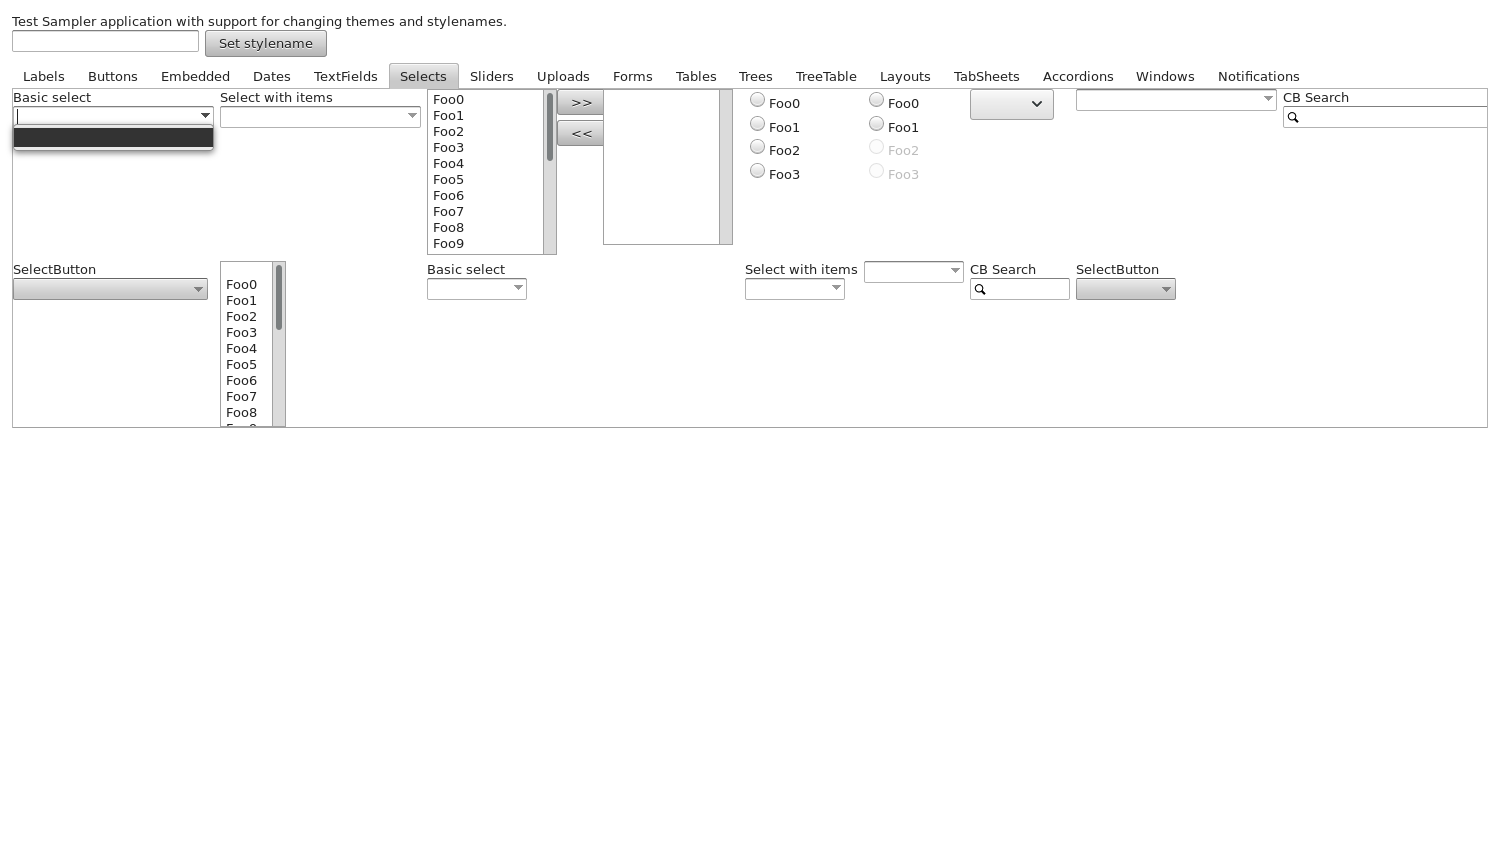 Test Sampler application with support for changing themes and stylenames.
Set stylename
Labels Buttons Embedded Dates TextFields Selects Sliders Uploads Forms Tables Trees TreeTable Layouts TabSheets Accordions Windows Notifications
Basic select Select with items CB Search
Foo0
Foo1
Foo2
Foo3
Foo4
Foo5
Foo6
Foo7
Foo8
Foo9
>>
<<
Foo0
Foo1
Foo2
Foo3
Foo0
Foo1
Foo2
Foo3
SelectButton Basic select Select with items CB Search SelectButton
Foo0
Foo1
Foo2
Foo3
Foo4
Foo5
Foo6
Foo7
Foo8